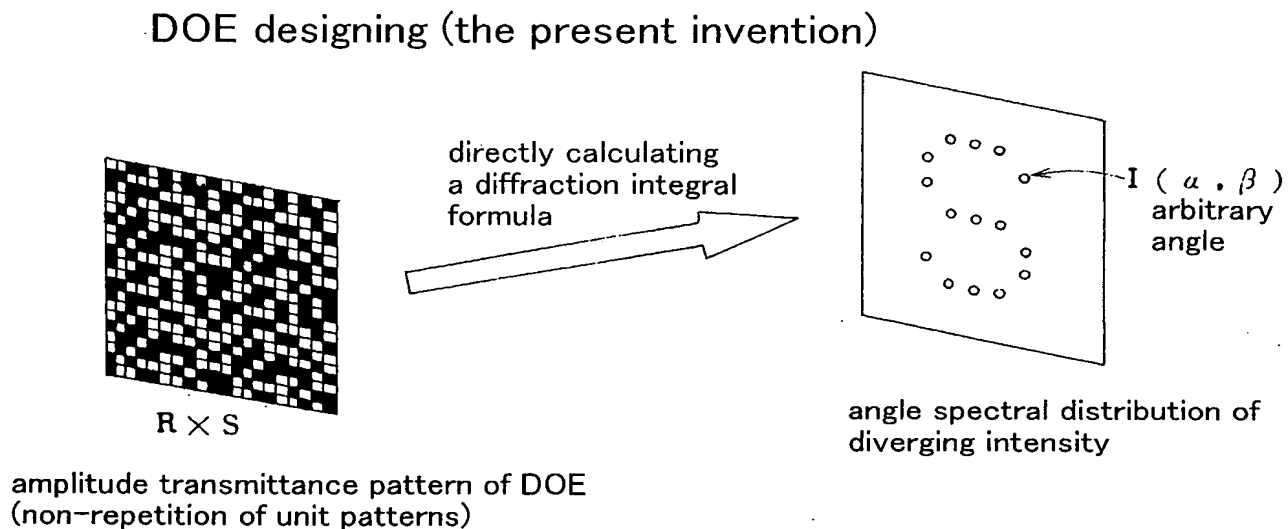 DOE designing (the present invention)
directly calculating
a diffraction integral
formula
I ( α , β )
arbitrary
angle
R × S
angle spectral distribution of
diverging intensity
amplitude transmittance pattern of DOE
(non-repetition of unit patterns)